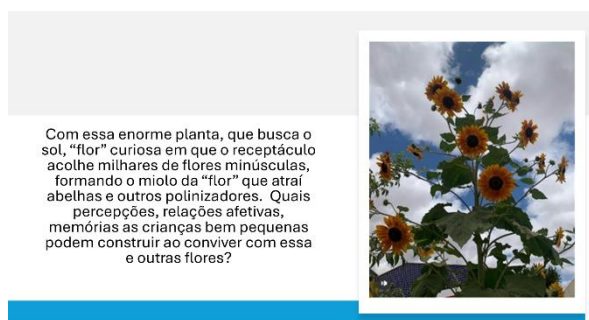 Com essa enorme planta, que busca o
sol, “flor” curiosa em que o receptáculo
acolhe milhares de flores minúsculas,
formando o miolo da “flor” que atraí
abelhas e outros polinizadores.  Quais
percepções, relações afetivas,
memórias as crianças bem pequenas
podem construir ao conviver com essa
e outras flores?